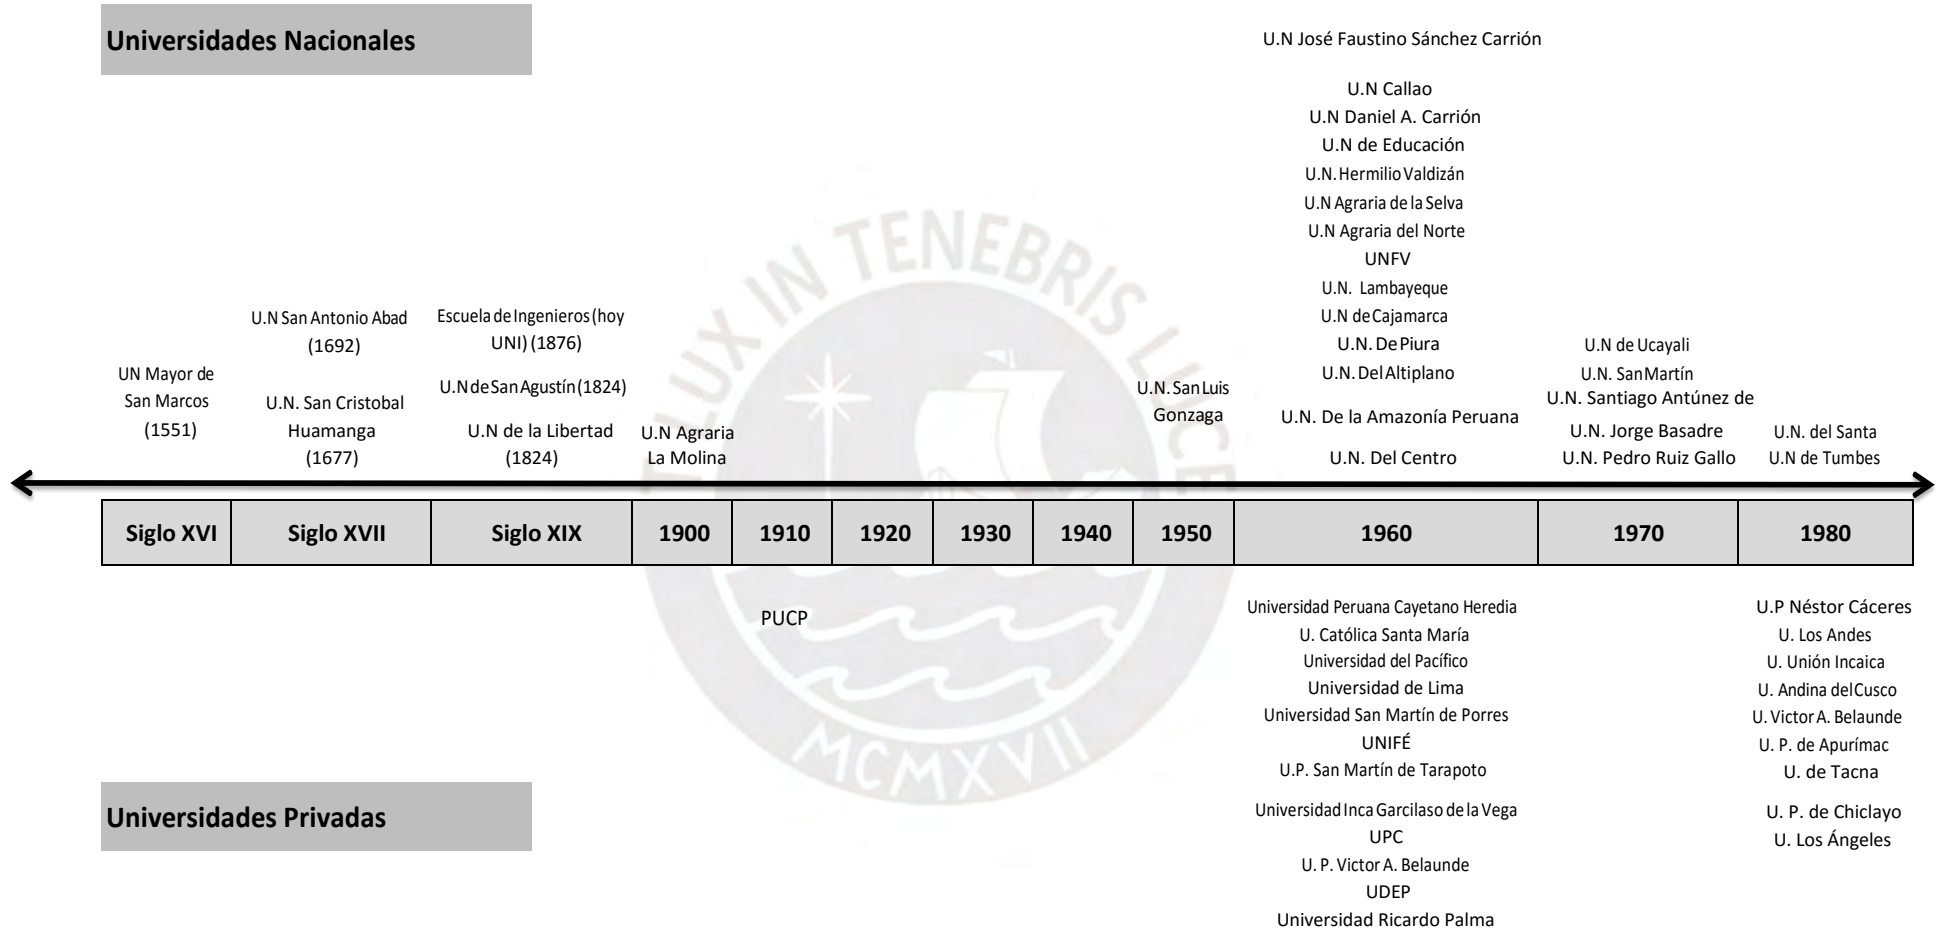 Universidades Nacionales
UN Mayor de
San Marcos
(1551)
U.N San Antonio Abad
(1692)
U.N. San Cristobal
Huamanga
(1677)
Escuela de Ingenieros (hoy
UNI) (1876)
U.N de San Agustín (1824)
U.N de la Libertad
(1824)
U.N Agraria
La Molina
U.N. San Luis
Gonzaga
U.N José Faustino Sánchez Carrión
U.N Callao
U.N Daniel A. Carrión
U.N de Educación
U.N. Hermilio Valdizán
U.N Agraria de la Selva
U.N Agraria del Norte
UNFV
U.N. Lambayeque
U.N de Cajamarca
U.N. De Piura
U.N. Del Altiplano
U.N. De la Amazonía Peruana
U.N. Del Centro
U.N de Ucayali
U.N. San Martín
U.N. Santiago Antúnez de
U.N. Jorge Basadre
U.N. Pedro Ruiz Gallo
U.N. del Santa
U.N de Tumbes
Siglo XVI Siglo XVII Siglo XIX 1900 1910 1920 1930 1940 1950 1960 1970 1980
PUCP
Universidad Peruana Cayetano Heredia
U. Católica Santa María
Universidad del Pacífico
Universidad de Lima
Universidad San Martín de Porres
UNIFÉ
U.P. San Martín de Tarapoto
Universidad Inca Garcilaso de la Vega
UPC
U. P. Victor A. Belaunde
UDEP
Universidad Ricardo Palma
U.P Néstor Cáceres
U. Los Andes
U. Unión Incaica
U. Andina del Cusco
U. Victor A. Belaunde
U. P. de Apurímac
U. de Tacna
U. P. de Chiclayo
U. Los Ángeles
Universidades Privadas
ET LUX IN TENEBRIS LUCET
MCMXVII